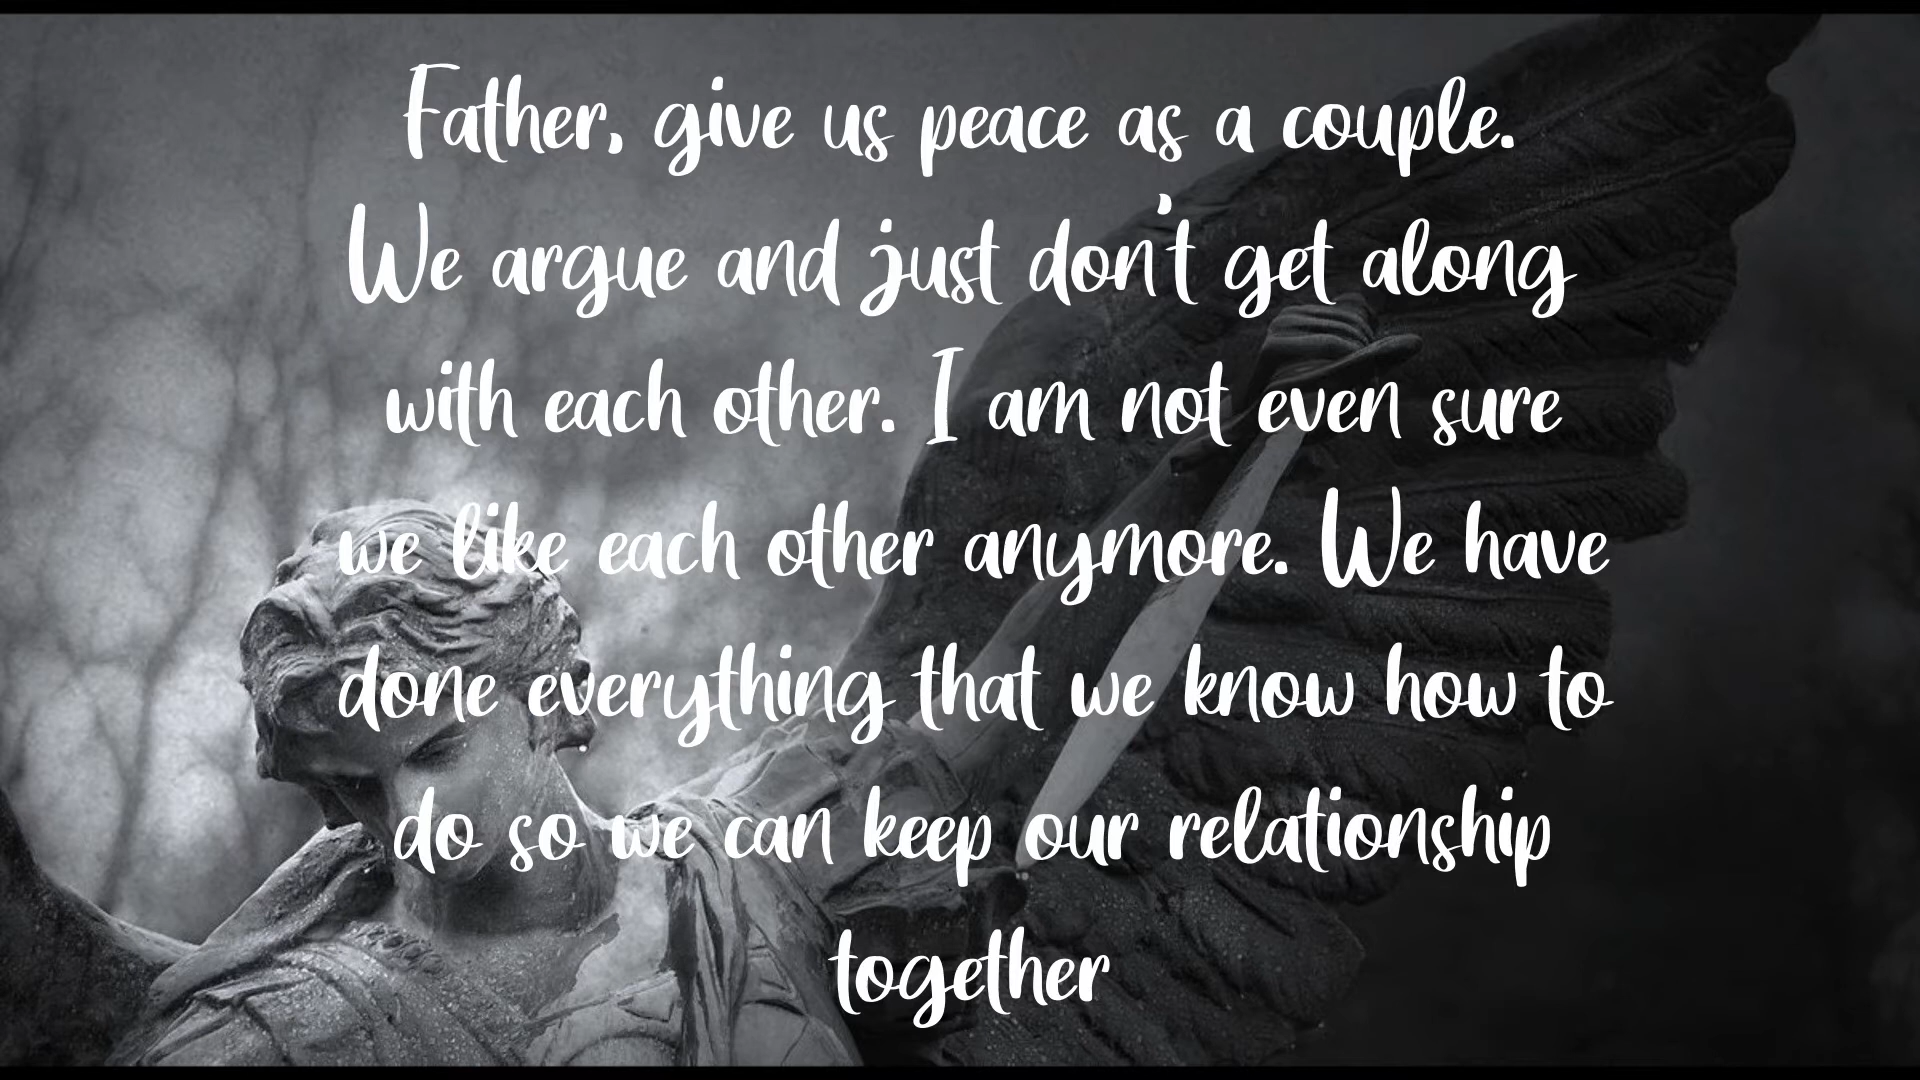 Father, give us peace as a couple.
We argue and just don't get along
with each other. I am not even sure
we like each other anymore. We have
done everything that we know how to
do so we can keep our relationship
together